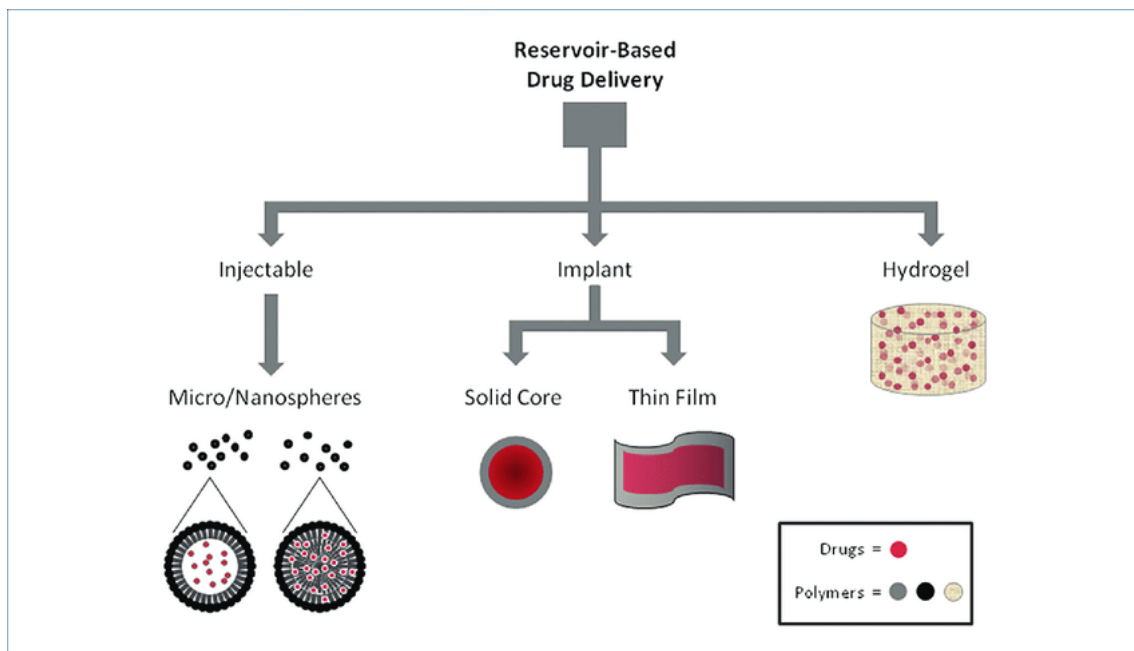 Reservoir-Based
Drug Delivery
Injectable
Implant
Hydrogel
Micro/Nanospheres
Solid Core
Thin Film
Drugs =
Polymers =